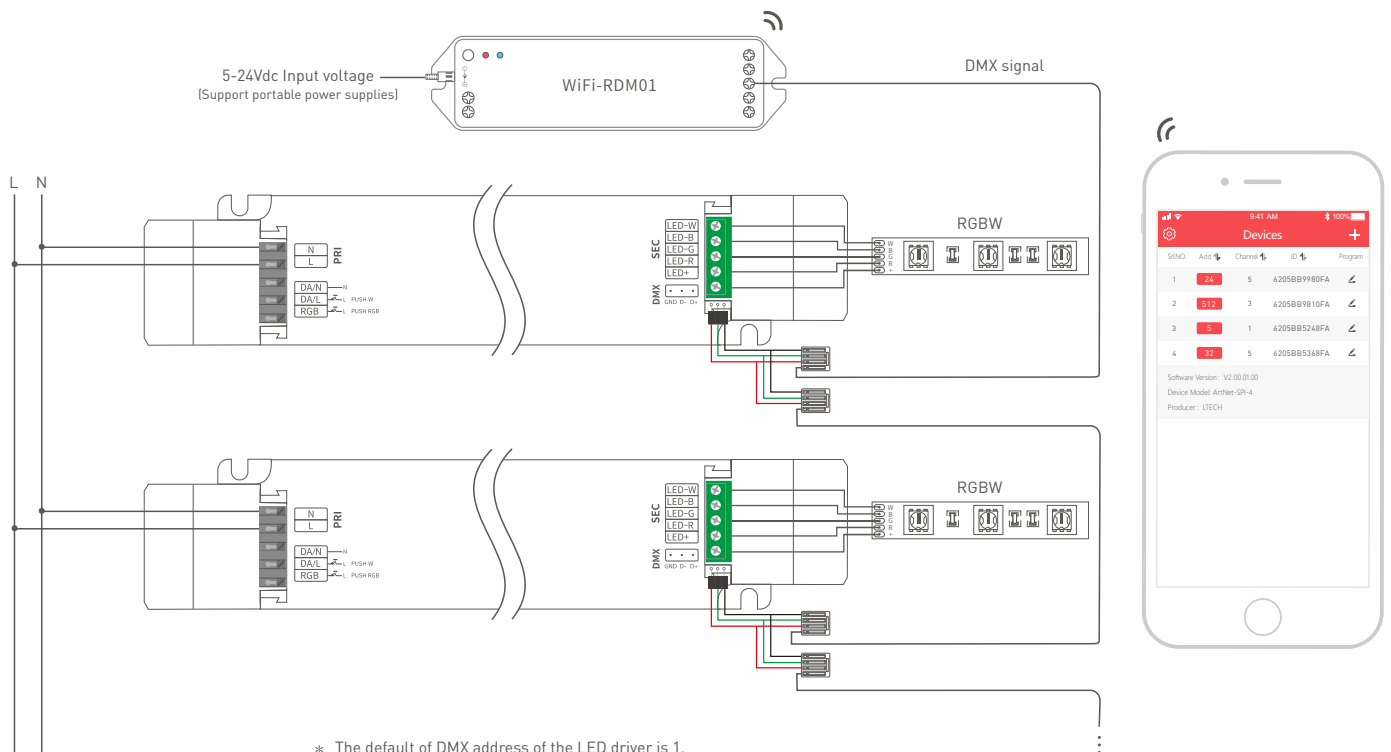 5-24Vdc Input voltage
(Support portable power supplies)
WiFi-RDM01
DMX signal
L N
N
L
PRI
DA/N N
DA/L L PUSH W
RGB L PUSH RGB
SEC
LED-W
LED-B
LED-G
LED-R
LED+
DMX
GND D- D+
RGBW
W
B
G
R
+
9:41 AM 100%
Devices +
Sd.NO. Add Channel ID Program
1 24 5 6205BB9980FA
2 512 3 6205BB9810FA
3 5 1 6205BB5248FA
4 32 5 6205BB5368FA
Software Version : V2.00.01.00
Device Model: ArtNet-SPI-4
Producer : LTECH
N
L
PRI
DA/N N
DA/L L PUSH W
RGB L PUSH RGB
SEC
LED-W
LED-B
LED-G
LED-R
LED+
DMX
GND D- D+
RGBW
W
B
G
R
+
* The default of DMX address of the LED driver is 1.